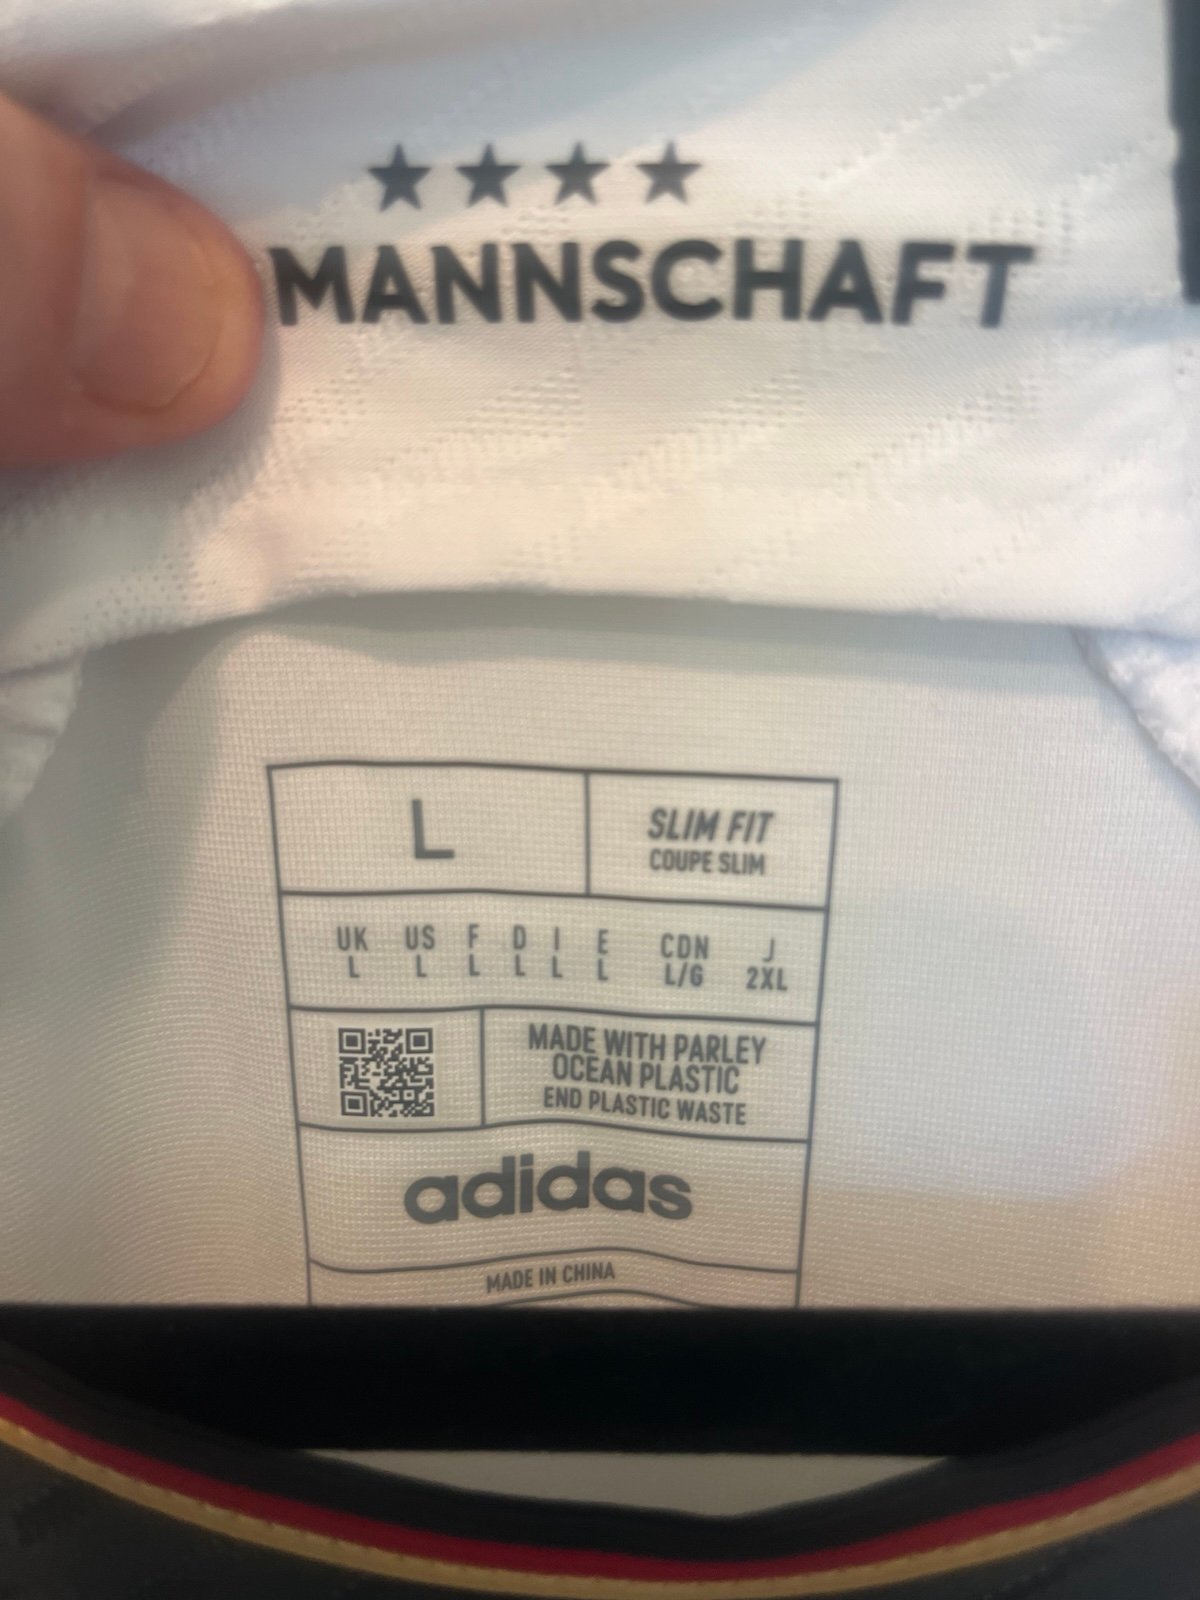 MANNSCHAFT
L
SLIM FIT
COUPE SLIM
UK US F D I E CDN J
L L L L L L L/G 2XL
MADE WITH PARLEY
OCEAN PLASTIC
END PLASTIC WASTE
adidas
MADE IN CHINA